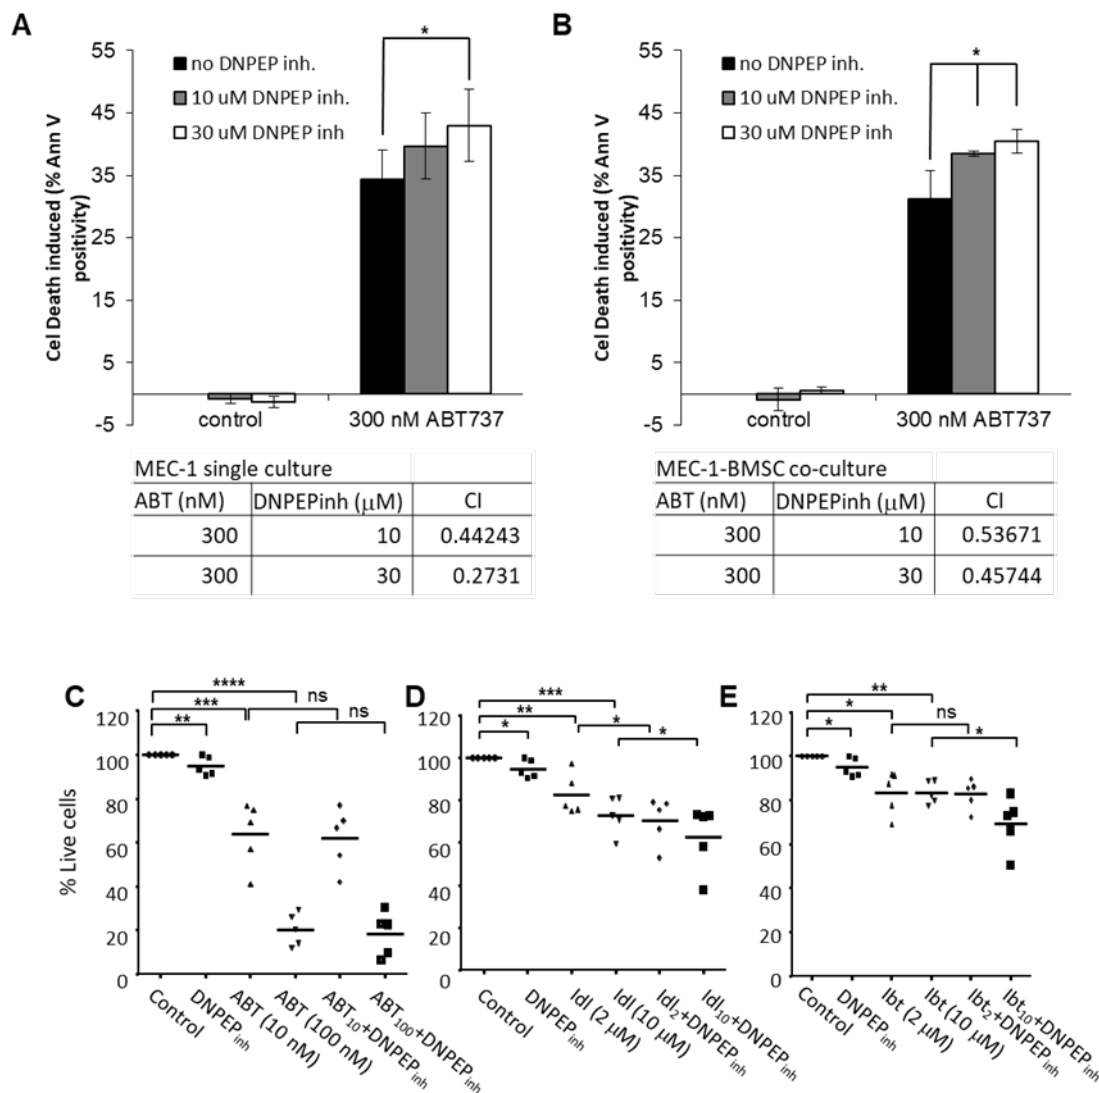 A
*
55
no DNPEP inh.
10 uM DNPEP inh.
30 uM DNPEP inh
45
35
25
15
5
-5
Cel Death induced (% Ann V
positivity)
control
300 nM ABT737
MEC-1 single culture
ABT (nM) DNPEPinh (μM) CI
300 10 0.44243
300 30 0.2731
B
*
55
no DNPEP inh.
10 uM DNPEP inh.
30 uM DNPEP inh
45
35
25
15
5
-5
Cel Death induced (% Ann V
positivity)
control
300 nM ABT737
MEC-1-BMSC co-culture
ABT (nM) DNPEPinh (μM) CI
300 10 0.53671
300 30 0.45744
C
****
*** ns
** ns
120
100
80
60
40
20
0
% Live cells
Control
DNPEPinh
ABT (10 nM)
ABT (100 nM)
ABT10+DNPEPinh
ABT100+DNPEPinh
D
***
** *
* *
120
100
80
60
40
20
0
Control
DNPEPinh
Idl (2 μM)
Idl (10 μM)
Idl2+DNPEPinh
Idl10+DNPEPinh
E
**
* ns
* *
120
100
80
60
40
20
0
Control
DNPEPinh
Ibt (2 μM)
Ibt (10 μM)
Ibt2+DNPEPinh
Ibt10+DNPEPinh